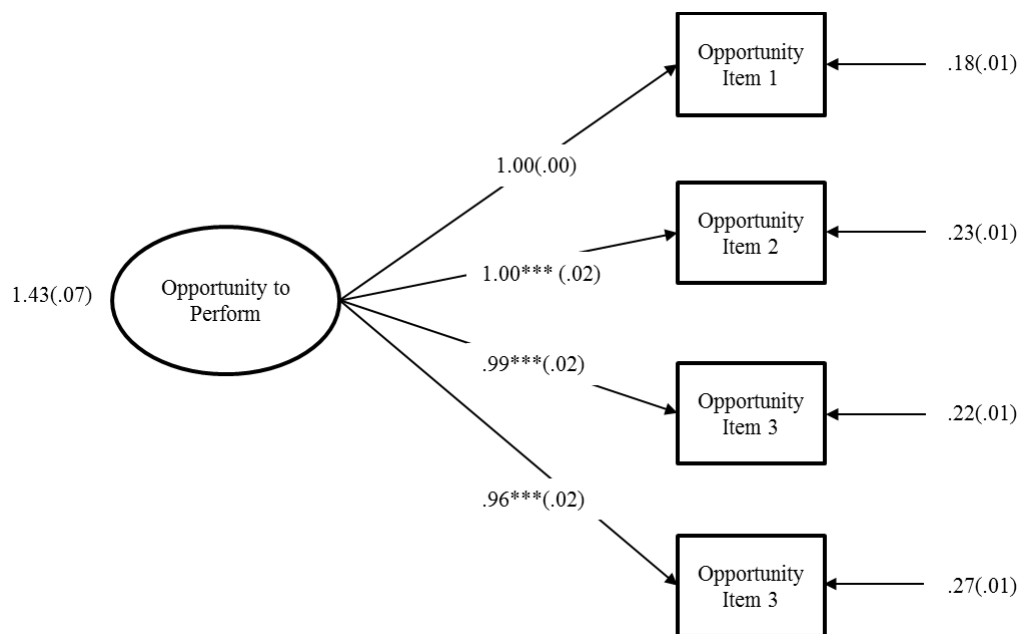 Opportunity
Item 1
.18(.01)
1.00(.00)
Opportunity
Item 2
.23(.01)
1.00*** (.02)
1.43(.07)
Opportunity to
Perform
.99***(.02)
Opportunity
Item 3
.22(.01)
.96***(.02)
Opportunity
Item 3
.27(.01)